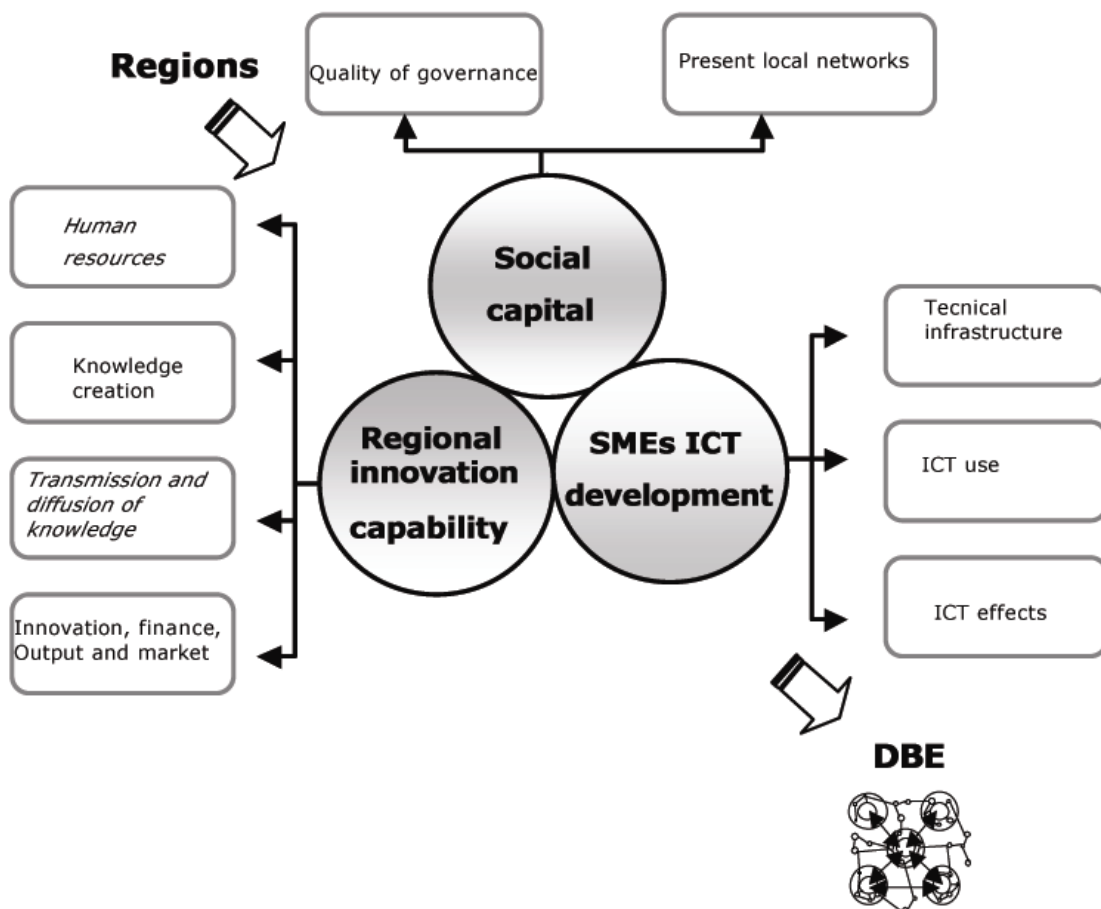 Regions
Quality of governance
Present local networks
Human
resources
Knowledge
creation
Transmission and
diffusion of
knowledge
Innovation, finance,
Output and market
Social
capital
Regional
innovation
capability
SMEs ICT
development
Tecnical
infrastructure
ICT use
ICT effects
DBE